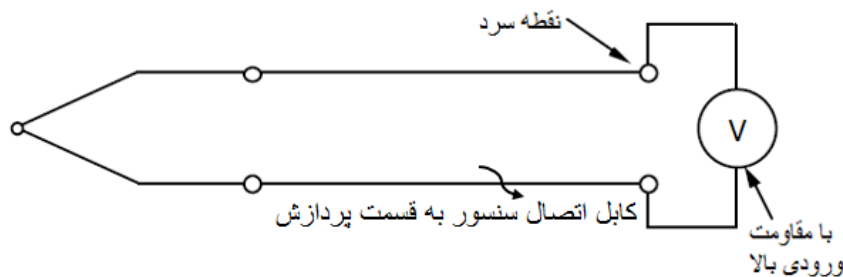 نقطه سرد
V
کابل اتصال سنسور به قسمت پردازش
با مقاومت
ورودی بالا